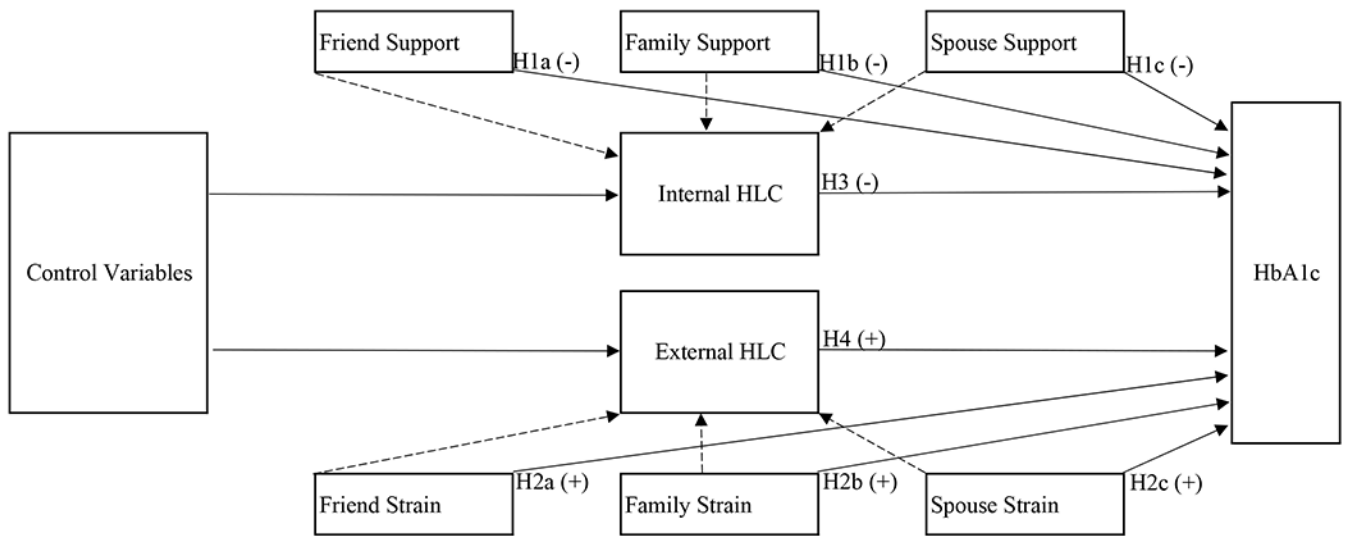 Friend Support
Family Support
Spouse Support
H1a (-)
H1b (-)
H1c (-)
Internal HLC
H3 (-)
Control Variables
HbA1c
External HLC
H4 (+)
H2a (+)
H2b (+)
H2c (+)
Friend Strain
Family Strain
Spouse Strain